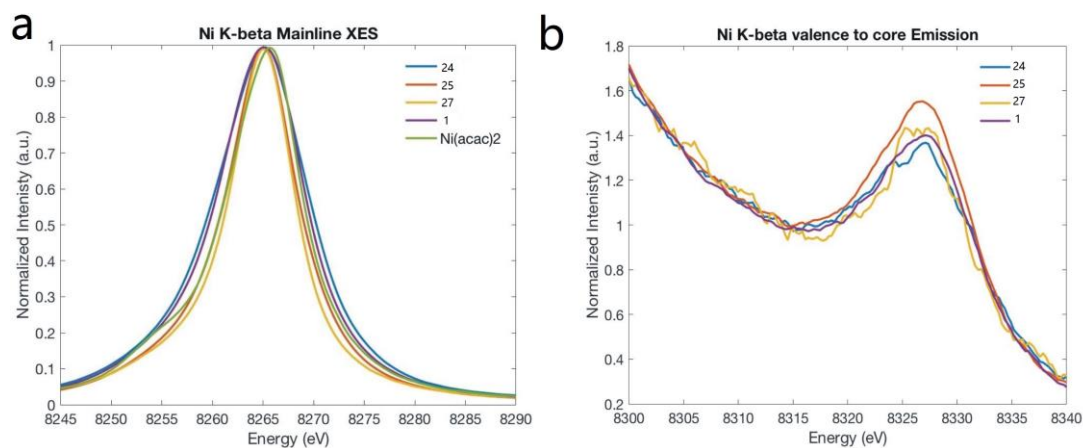 a
Ni K-beta Mainline XES
1
0.9
0.8
0.7
0.6
0.5
0.4
0.3
0.2
0.1
0
Normalized Intenisty (a.u.)
8245 8250 8255 8260 8265 8270 8275 8280 8285 8290
Energy (eV)
24
25
27
1
Ni(acac)2
b
Ni K-beta valence to core Emission
1.8
1.6
1.4
1.2
1
0.8
0.6
0.4
0.2
Normalized Intenisty (a.u.)
8300 8305 8310 8315 8320 8325 8330 8335 8340
Energy (eV)
24
25
27
1